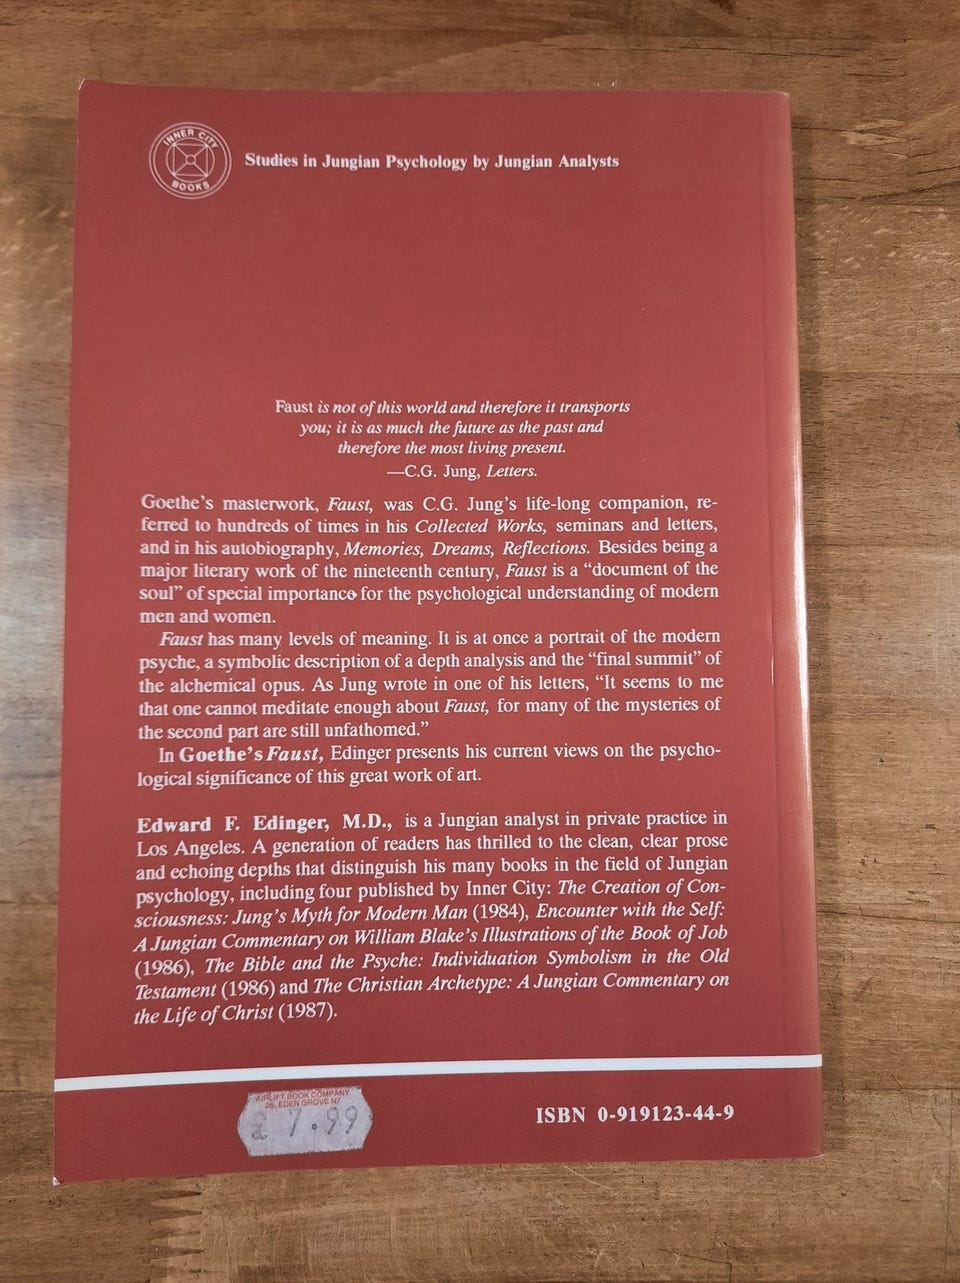 INNER CITY
BOOKS
Studies in Jungian Psychology by Jungian Analysts
Faust is not of this world and therefore it transports
you; it is as much the future as the past and
therefore the most living present.
—C.G. Jung, Letters.
Goethe's masterwork, Faust, was C.G. Jung's life-long companion, re-
ferred to hundreds of times in his Collected Works, seminars and letters,
and in his autobiography, Memories, Dreams, Reflections. Besides being a
major literary work of the nineteenth century, Faust is a “document of the
soul” of special importance for the psychological understanding of modern
men and women.
Faust has many levels of meaning. It is at once a portrait of the modern
psyche, a symbolic description of a depth analysis and the “final summit” of
the alchemical opus. As Jung wrote in one of his letters, “It seems to me
that one cannot meditate enough about Faust, for many of the mysteries of
the second part are still unfathomed.”
In Goethe's Faust, Edinger presents his current views on the psycho-
logical significance of this great work of art.
Edward F. Edinger, M.D., is a Jungian analyst in private practice in
Los Angeles. A generation of readers has thrilled to the clean, clear prose
and echoing depths that distinguish his many books in the field of Jungian
psychology, including four published by Inner City: The Creation of Con-
sciousness: Jung's Myth for Modern Man (1984), Encounter with the Self:
A Jungian Commentary on William Blake's Illustrations of the Book of Job
(1986), The Bible and the Psyche: Individuation Symbolism in the Old
Testament (1986) and The Christian Archetype: A Jungian Commentary on
the Life of Christ (1987).
AIRLIFT BOOK COMPANY
26, EDEN GROVE N7
£ 7.99
ISBN 0-919123-44-9